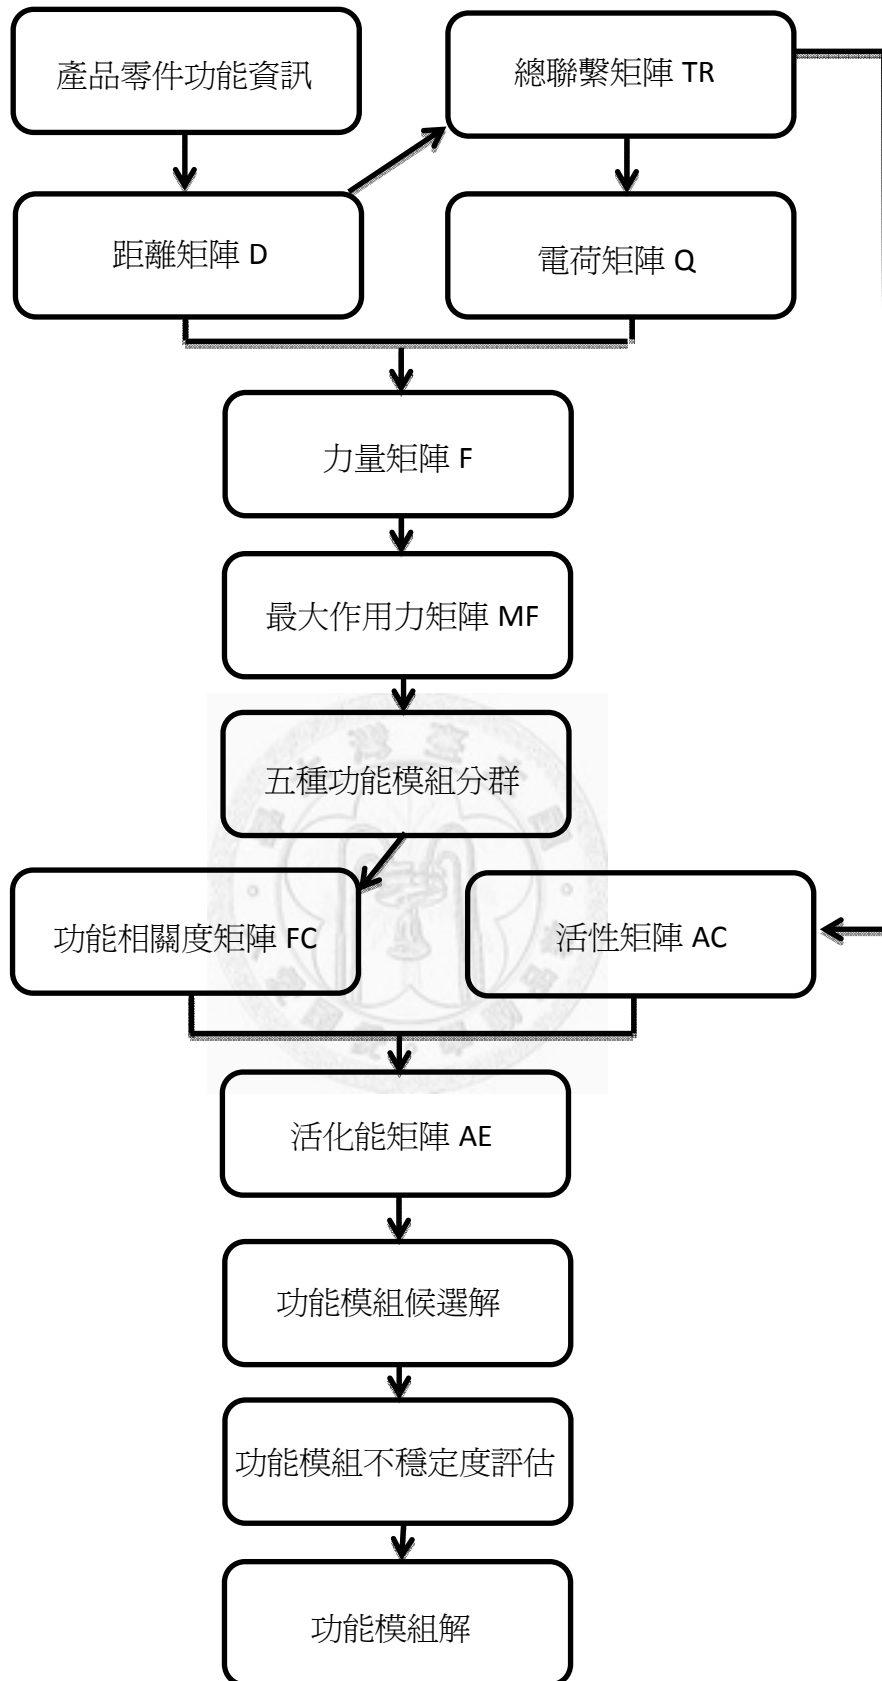 產品零件功能資訊
總聯繫矩陣 TR
距離矩陣 D
電荷矩陣 Q
力量矩陣 F
最大作用力矩陣 MF
五種功能模組分群
功能相關度矩陣 FC
活性矩陣 AC
活化能矩陣 AE
功能模組候選解
功能模組不穩定度評估
功能模組解